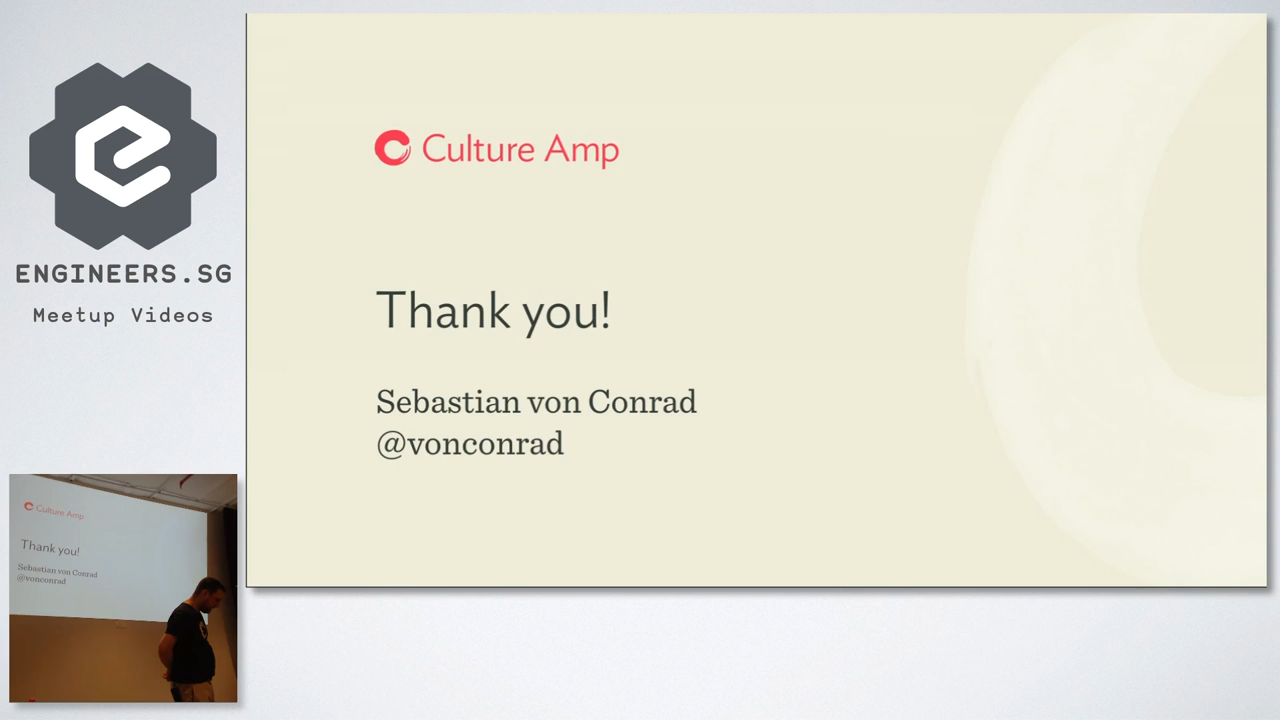 ENGINEERS.SG
Meetup Videos
Culture Amp
Thank you!
Sebastian von Conrad
@vonconrad
Culture Amp
Thank you!
Sebastian von Conrad
@vonconrad